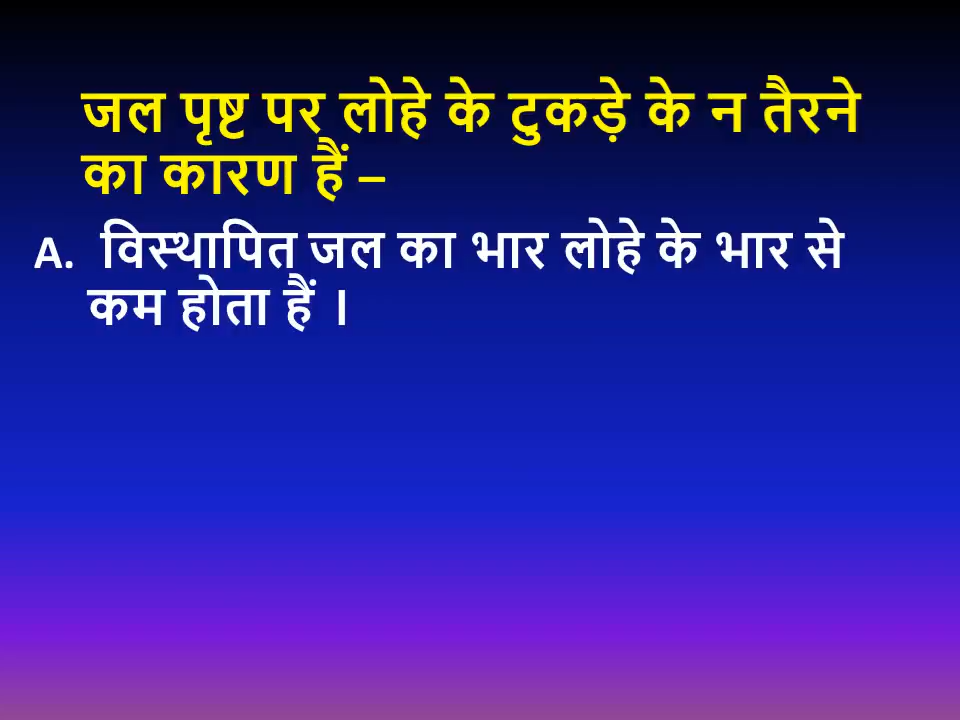 जल पृष्ट पर लोहे के टुकड़े के न तैरने
का कारण हैं –
A. विस्थापित जल का भार लोहे के भार से
कम होता हैं ।